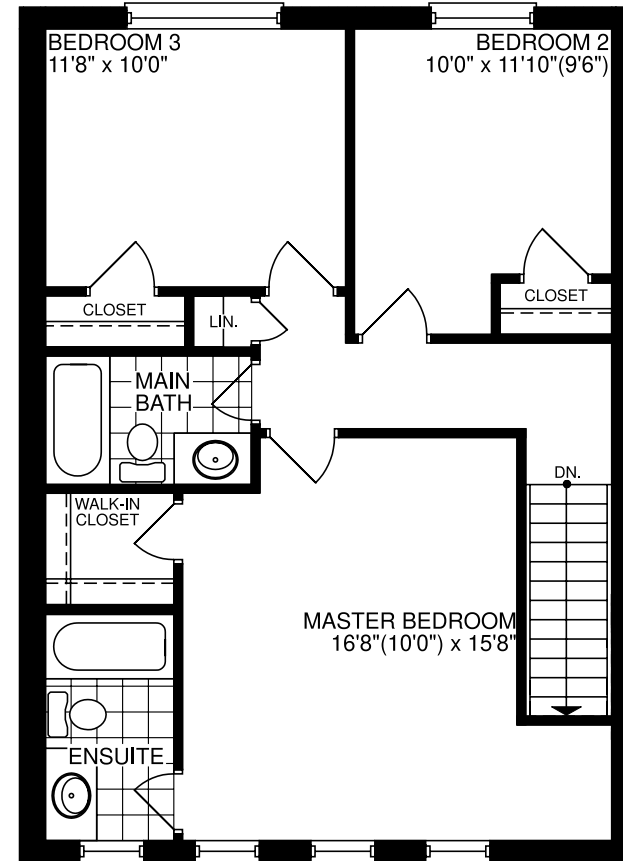 BEDROOM 3
11'8" x 10'0"
BEDROOM 2
10'0" x 11'10"(9'6")
CLOSET
LIN.
CLOSET
MAIN
BATH
DN.
WALK-IN
CLOSET
MASTER BEDROOM
16'8"(10'0") x 15'8"
ENSUITE